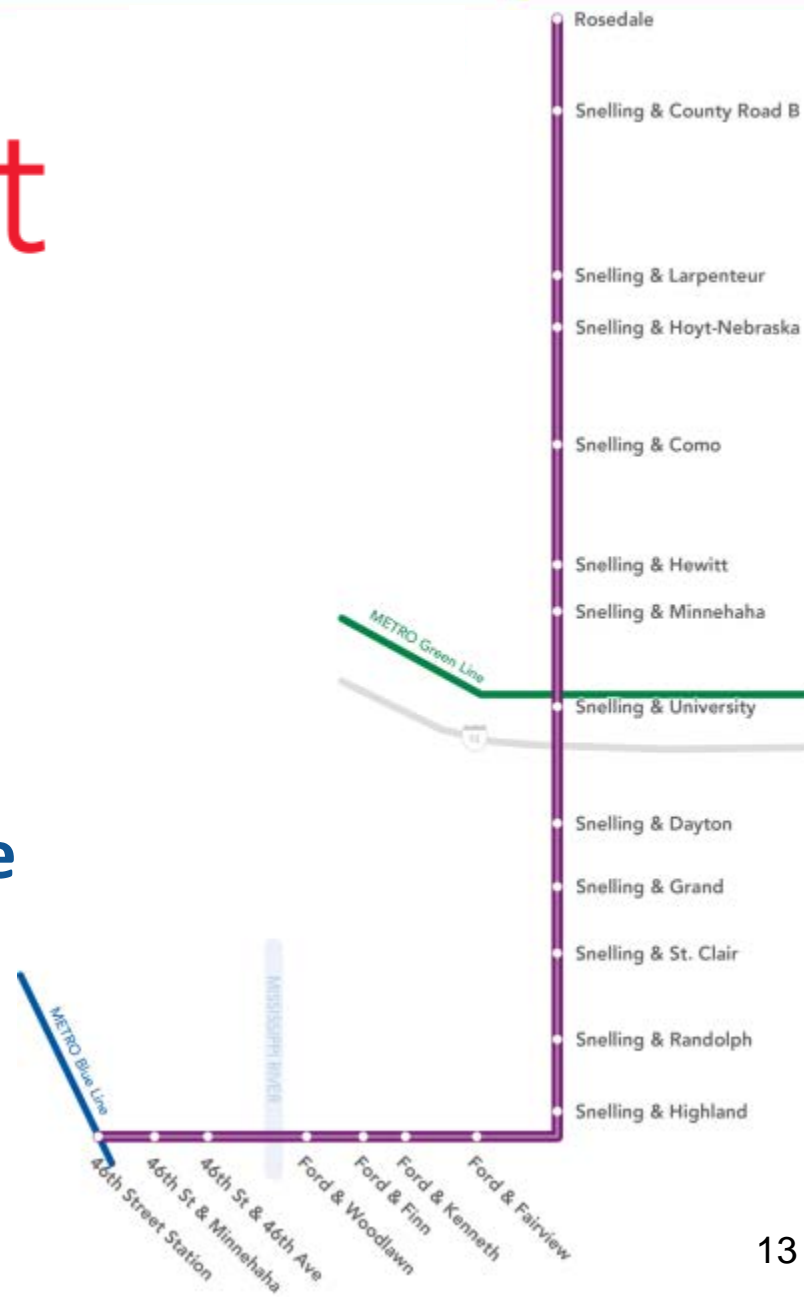 Rosedale
Snelling & County Road B
t
Snelling & Larpenteur
Snelling & Hoyt-Nebraska
Snelling & Como
Snelling & Hewitt
Snelling & Minnehaha
METRO Green Line
Snelling & University
Snelling & Dayton
e
Snelling & Grand
Snelling & St. Clair
METRO Blue Line
MISSISSIPPI RIVER
Snelling & Randolph
Snelling & Highland
46th Street Station
46th St & Minnehaha
46th St & 46th Ave
Ford & Woodlawn
Ford & Finn
Ford & Kenneth
Ford & Fairview
13